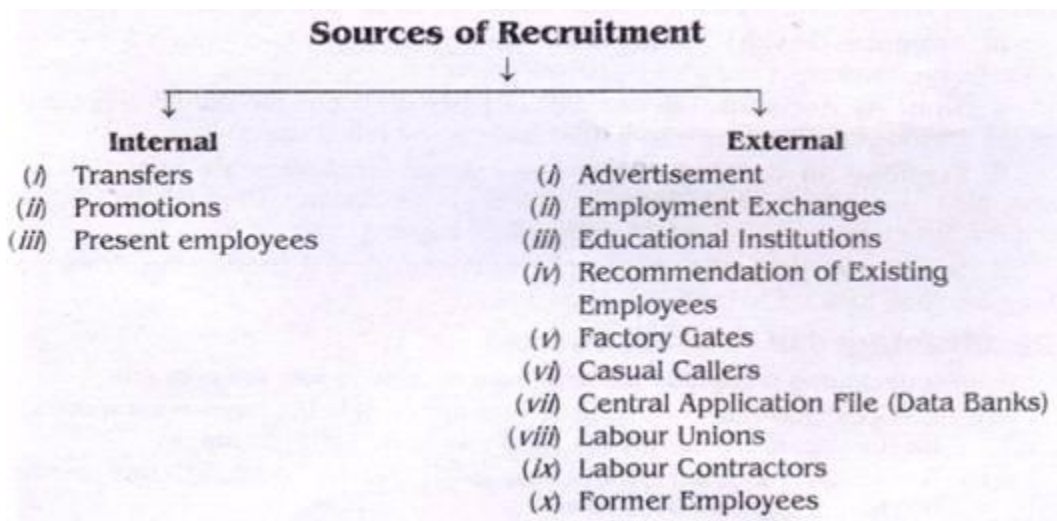 Sources of Recruitment
Internal
(i) Transfers
(ii) Promotions
(iii) Present employees
External
(i) Advertisement
(ii) Employment Exchanges
(iii) Educational Institutions
(iv) Recommendation of Existing
Employees
(v) Factory Gates
(vi) Casual Callers
(vii) Central Application File (Data Banks)
(viii) Labour Unions
(ix) Labour Contractors
(x) Former Employees